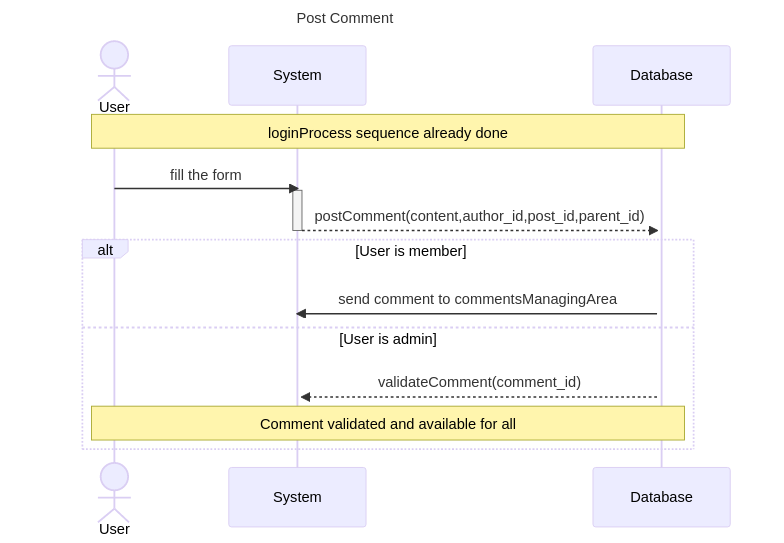 Post Comment
System
Database
User
loginProcess sequence already done
fill the form
postComment(content,author_id,post_id,parent_id)
alt
[User is member]
send comment to commentsManagingArea
[User is admin]
validateComment(comment_id)
Comment validated and available for all
System
Database
User